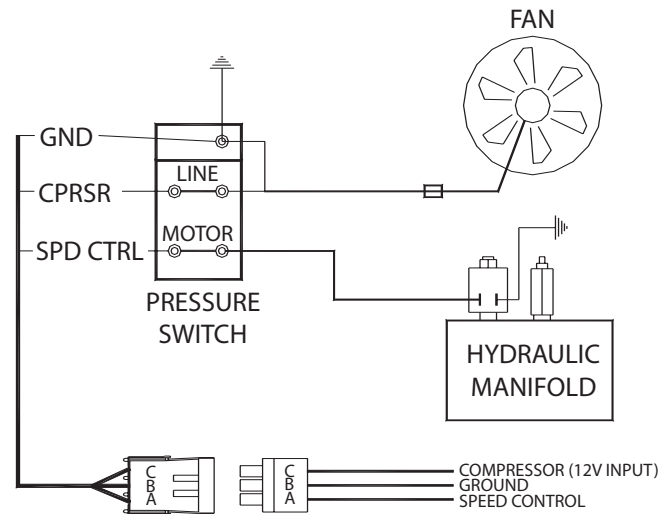 FAN
GND
LINE
CPRSR
MOTOR
SPD CTRL
PRESSURE
SWITCH
HYDRAULIC
MANIFOLD
C
B
A
C
B
A
COMPRESSOR (12V INPUT)
GROUND
SPEED CONTROL